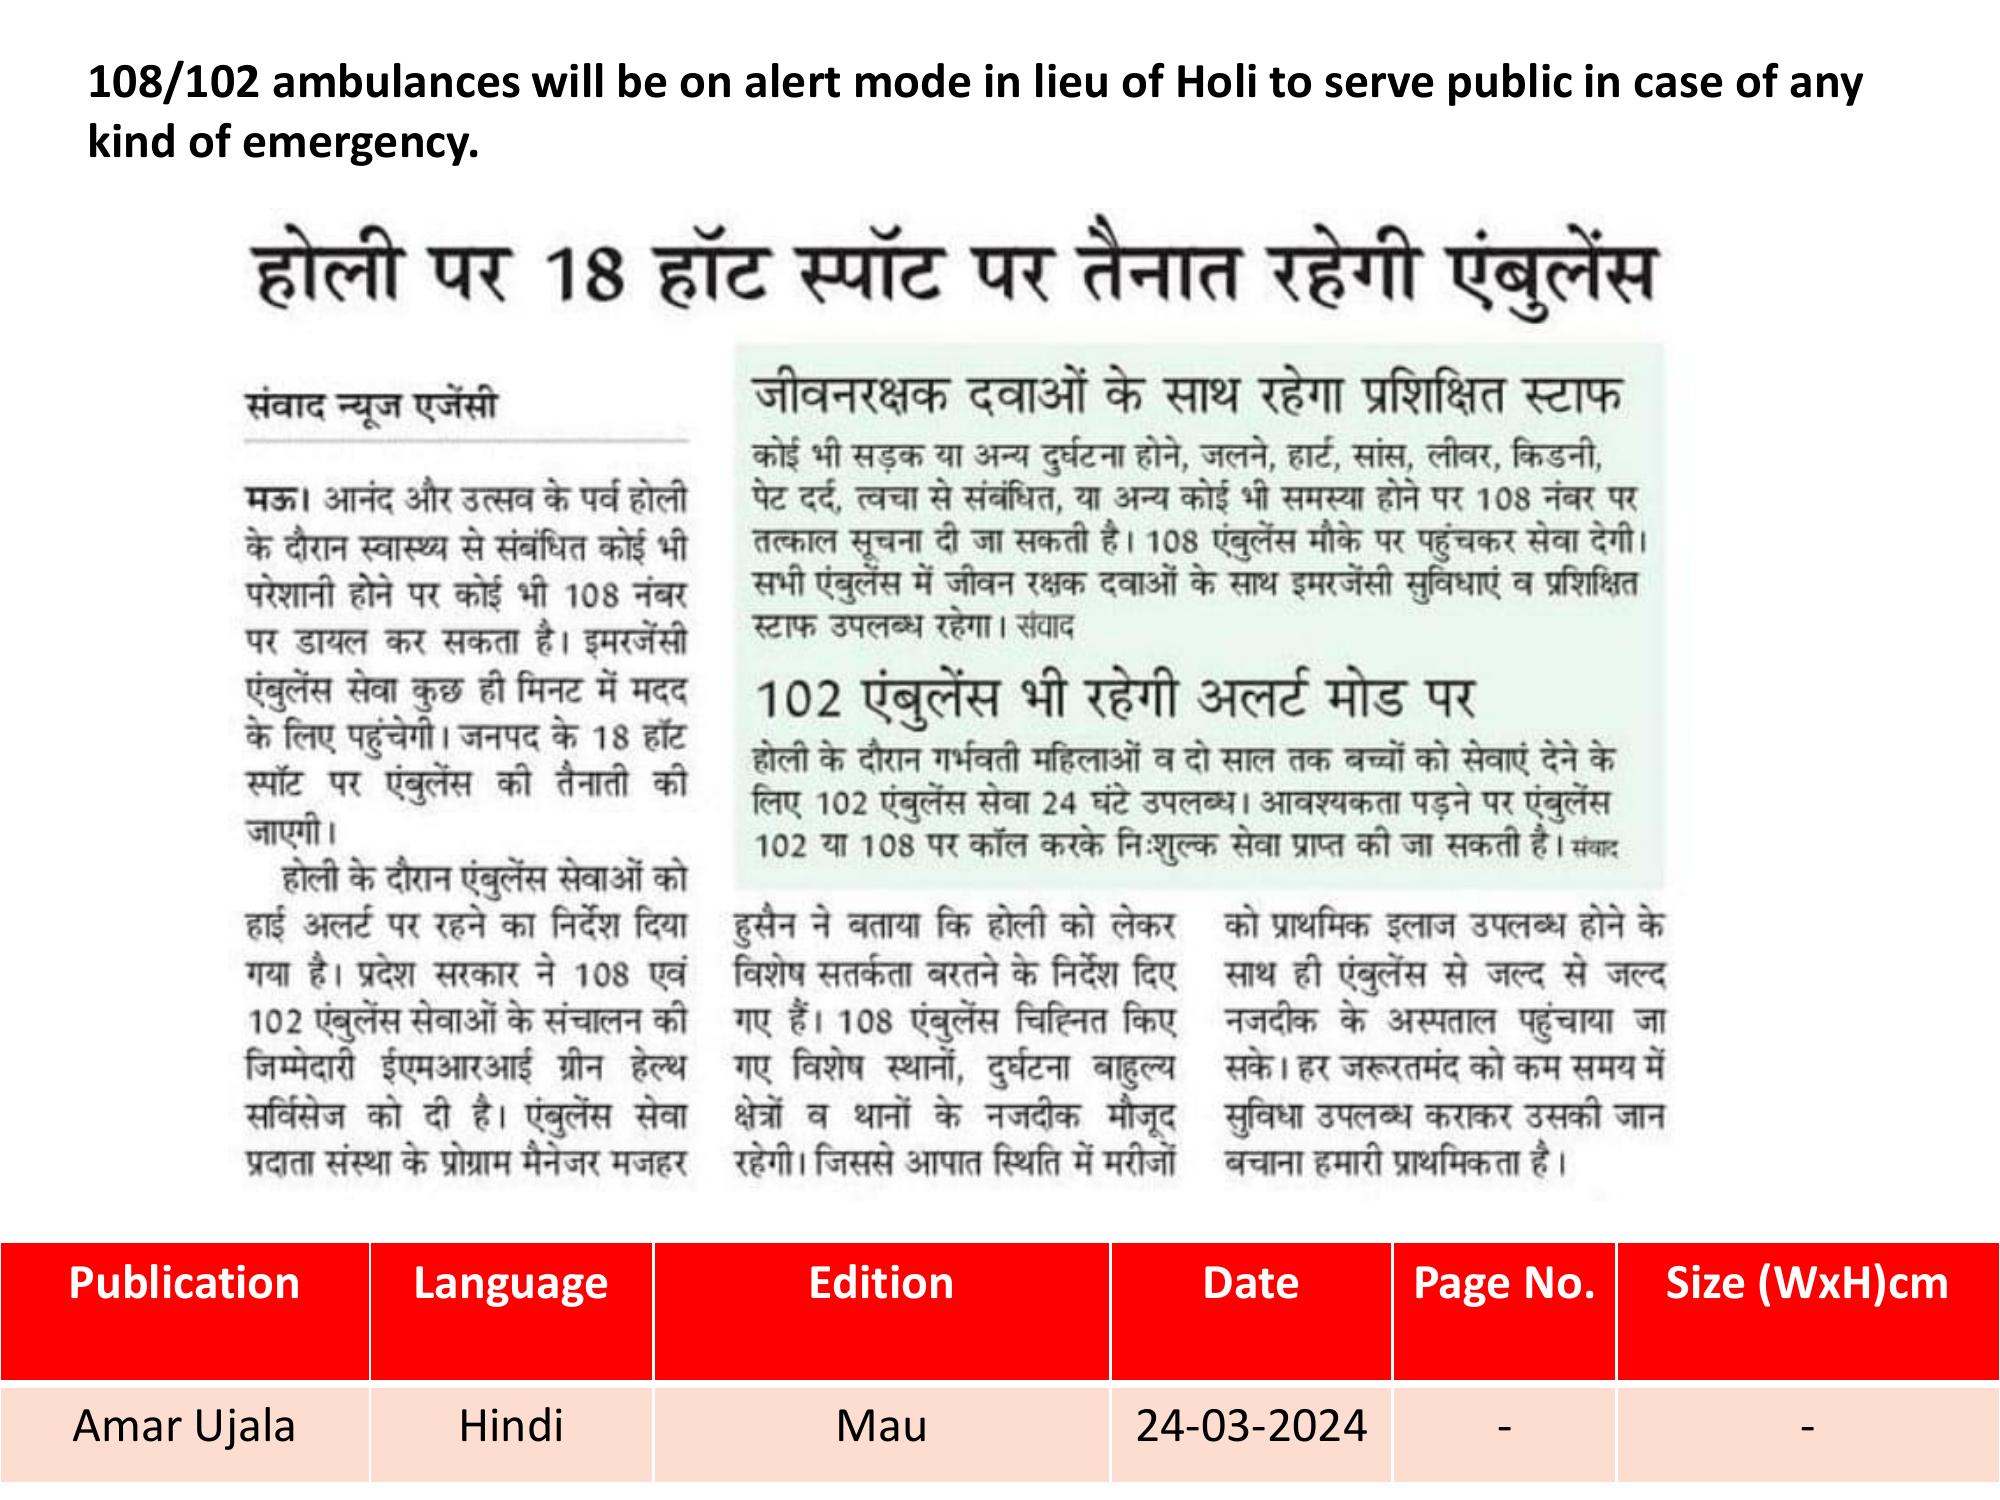 108/102 ambulances will be on alert mode in lieu of Holi to serve public in case of any
kind of emergency.
होली पर 18 हॉट स्पॉट पर तैनात रहेगी एंबुलेंस
संवाद न्यूज एजेंसी
मऊ। आनंद और उत्सव के पर्व होली
के दौरान स्वास्थ्य से संबंधित कोई भी
परेशानी होने पर कोई भी 108 नंबर
पर डायल कर सकता है। इमरजेंसी
एंबुलेंस सेवा कुछ ही मिनट में मदद
के लिए पहुंचेगी। जनपद के 18 हॉट
स्पॉट पर एंबुलेंस की तैनाती की
जाएगी।
होली के दौरान एंबुलेंस सेवाओं को
हाई अलर्ट पर रहने का निर्देश दिया
गया है। प्रदेश सरकार ने 108 एवं
102 एंबुलेंस सेवाओं के संचालन की
जिम्मेदारी ईएमआरआई ग्रीन हेल्थ
सर्विसेज को दी है। एंबुलेंस सेवा
प्रदाता संस्था के प्रोग्राम मैनेजर मजहर
जीवनरक्षक दवाओं के साथ रहेगा प्रशिक्षित स्टाफ
कोई भी सड़क या अन्य दुर्घटना होने, जलने, हार्ट, सांस, लीवर, किडनी,
पेट दर्द, त्वचा से संबंधित, या अन्य कोई भी समस्या होने पर 108 नंबर पर
तत्काल सूचना दी जा सकती है। 108 एंबुलेंस मौके पर पहुंचकर सेवा देगी।
सभी एंबुलेंस में जीवन रक्षक दवाओं के साथ इमरजेंसी सुविधाएं व प्रशिक्षित
स्टाफ उपलब्ध रहेगा। संवाद
102 एंबुलेंस भी रहेगी अलर्ट मोड पर
होली के दौरान गर्भवती महिलाओं व दो साल तक बच्चों को सेवाएं देने के
लिए 102 एंबुलेंस सेवा 24 घंटे उपलब्ध। आवश्यकता पड़ने पर एंबुलेंस
102 या 108 पर कॉल करके निःशुल्क सेवा प्राप्त की जा सकती है। संवाद
हुसैन ने बताया कि होली को लेकर
विशेष सतर्कता बरतने के निर्देश दिए
गए हैं। 108 एंबुलेंस चिह्नित किए
गए विशेष स्थानों, दुर्घटना बाहुल्य
क्षेत्रों व थानों के नजदीक मौजूद
रहेगी। जिससे आपात स्थिति में मरीजों
को प्राथमिक इलाज उपलब्ध होने के
साथ ही एंबुलेंस से जल्द से जल्द
नजदीक के अस्पताल पहुंचाया जा
सके। हर जरूरतमंद को कम समय में
सुविधा उपलब्ध कराकर उसकी जान
बचाना हमारी प्राथमिकता है।
Publication Language Edition Date Page No. Size (WxH)cm
Amar Ujala Hindi Mau 24-03-2024 - -